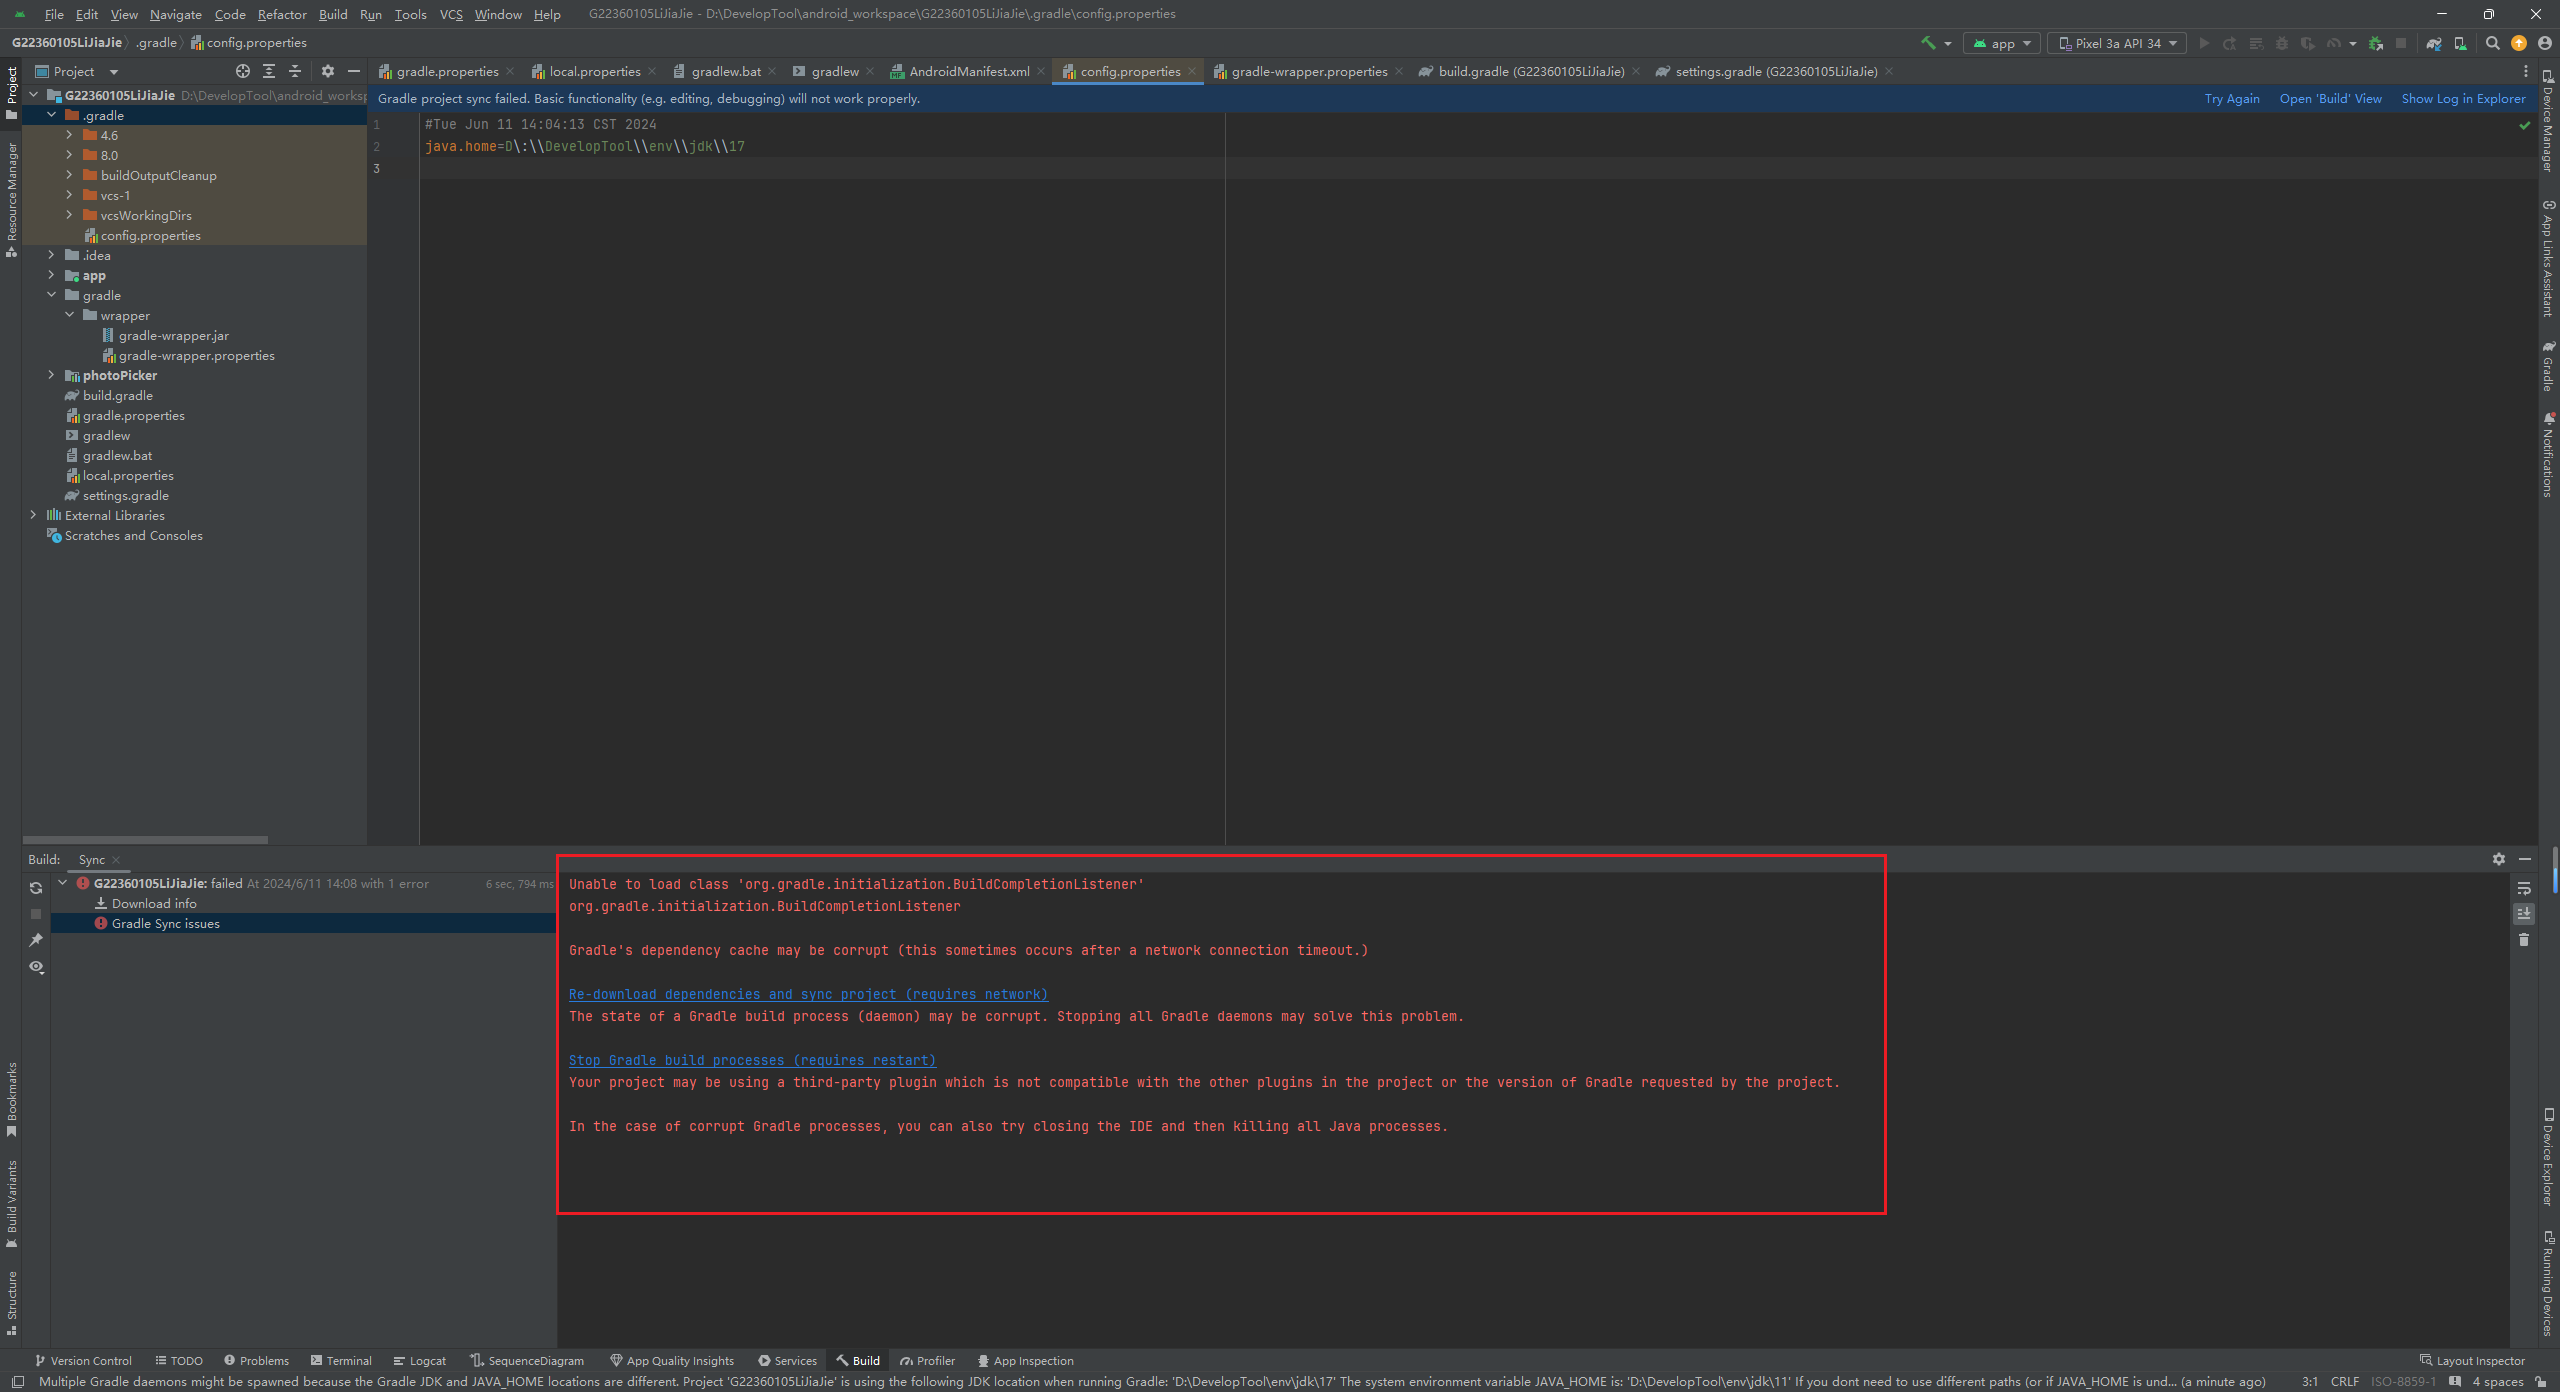 File Edit View Navigate Code Refactor Build Run Tools VCS Window Help G22360105LiJiaJie - D:\DevelopTool\android_workspace\G22360105LiJiaJie\.gradle\config.properties
G22360105LiJiaJie .gradle config.properties
app Pixel 3a API 34
Project
gradle.properties local.properties gradlew.bat gradlew AndroidManifest.xml config.properties gradle-wrapper.properties build.gradle (G22360105LiJiaJie) settings.gradle (G22360105LiJiaJie)
Gradle project sync failed. Basic functionality (e.g. editing, debugging) will not work properly.
Try Again Open 'Build' View Show Log in Explorer
G22360105LiJiaJie D:\DevelopTool\android_worksp
.gradle
4.6
8.0
buildOutputCleanup
vcs-1
vcsWorkingDirs
config.properties
.idea
app
gradle
wrapper
gradle-wrapper.jar
gradle-wrapper.properties
photoPicker
build.gradle
gradle.properties
gradlew
gradlew.bat
local.properties
settings.gradle
External Libraries
Scratches and Consoles
1 #Tue Jun 11 14:04:13 CST 2024
2 java.home=D\:\\DevelopTool\\env\\jdk\\17
3
Project
Resource Manager
Bookmarks
Build Variants
Structure
Device Manager
App Links Assistant
Gradle
Notifications
Device Explorer
Running Devices
Build: Sync
G22360105LiJiaJie: failed At 2024/6/11 14:08 with 1 error 6 sec, 794 ms
Download info
Gradle Sync issues
Unable to load class 'org.gradle.initialization.BuildCompletionListener'
org.gradle.initialization.BuildCompletionListener
Gradle's dependency cache may be corrupt (this sometimes occurs after a network connection timeout.)
Re-download dependencies and sync project (requires network)
The state of a Gradle build process (daemon) may be corrupt. Stopping all Gradle daemons may solve this problem.
Stop Gradle build processes (requires restart)
Your project may be using a third-party plugin which is not compatible with the other plugins in the project or the version of Gradle requested by the project.
In the case of corrupt Gradle processes, you can also try closing the IDE and then killing all Java processes.
Version Control TODO Problems Terminal Logcat SequenceDiagram App Quality Insights Services Build Profiler App Inspection Layout Inspector
Multiple Gradle daemons might be spawned because the Gradle JDK and JAVA_HOME locations are different. Project 'G22360105LiJiaJie' is using the following JDK location when running Gradle: 'D:\DevelopTool\env\jdk\17' The system environment variable JAVA_HOME is: 'D:\DevelopTool\env\jdk\11' If you dont need to use different paths (or if JAVA_HOME is und... (a minute ago) 3:1 CRLF ISO-8859-1 4 spaces